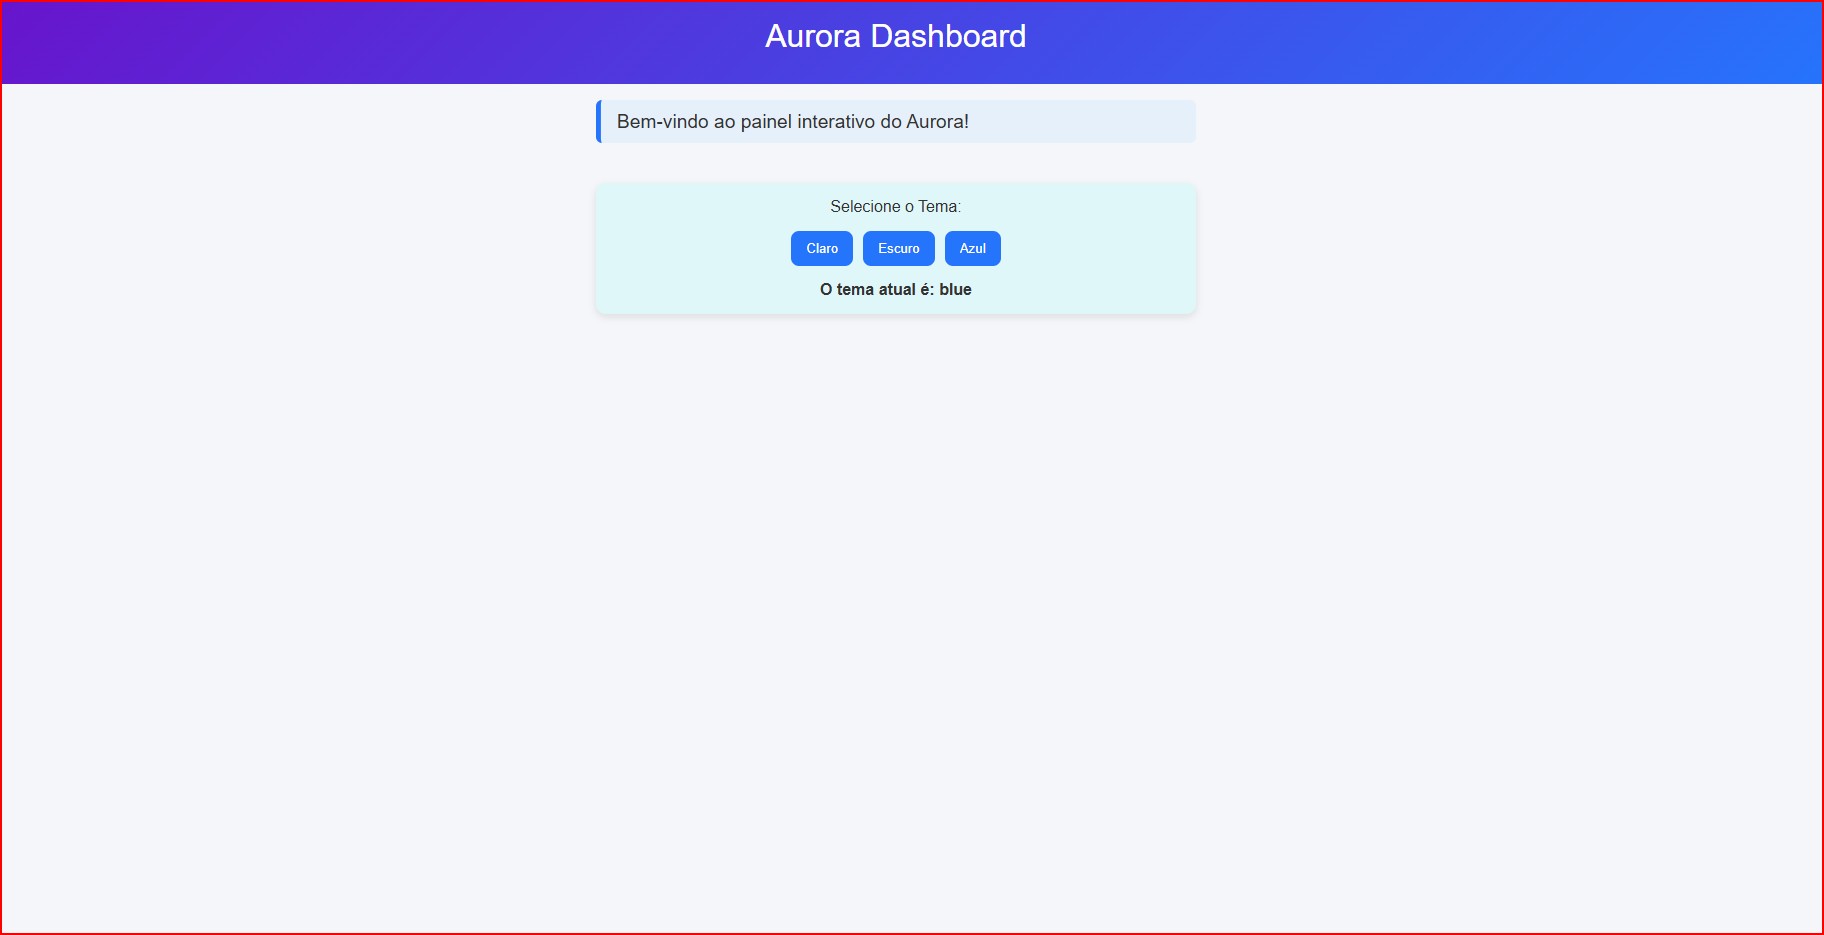 Aurora Dashboard
Bem-vindo ao painel interativo do Aurora!
Selecione o Tema:
Claro Escuro Azul
O tema atual é: blue